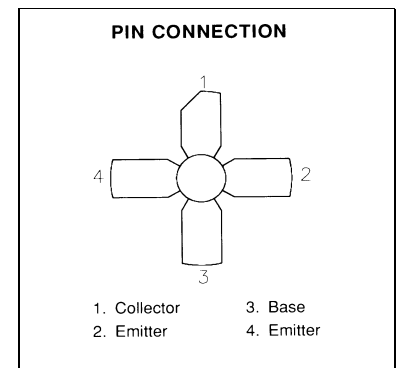 PIN CONNECTION
1
4
2
3
1. Collector 3. Base
2. Emitter 4. Emitter